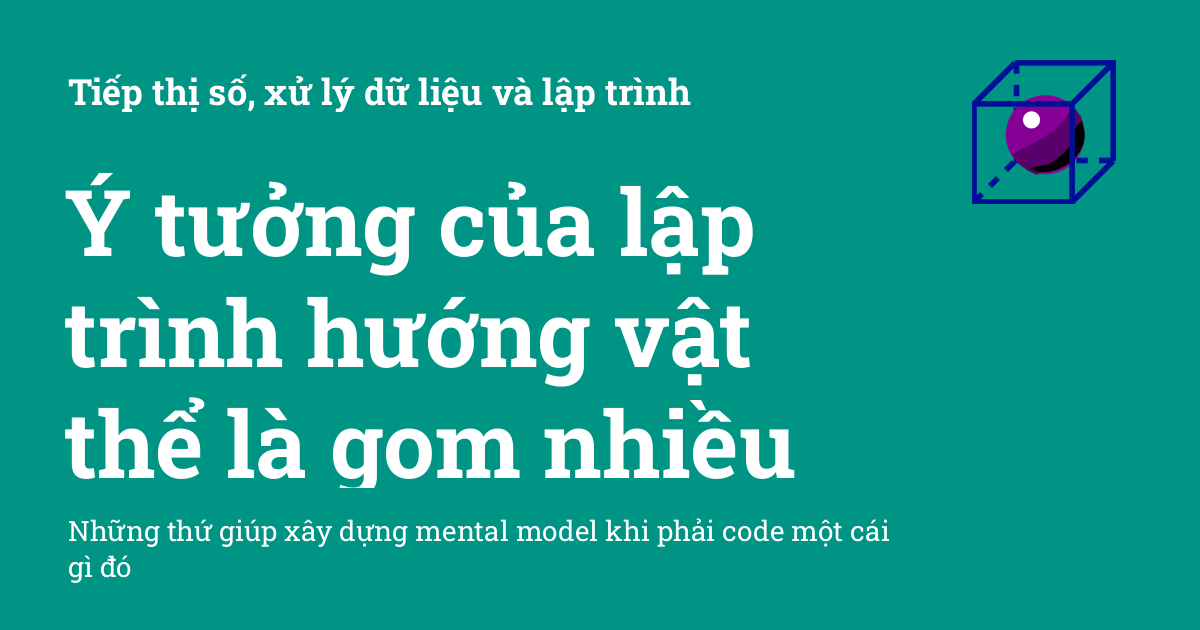 Tiếp thị số, xử lý dữ liệu và lập trình
Ý tưởng của lập
trình hướng vật
thể là gom nhiều
Những thứ giúp xây dựng mental model khi phải code một cái
gì đó